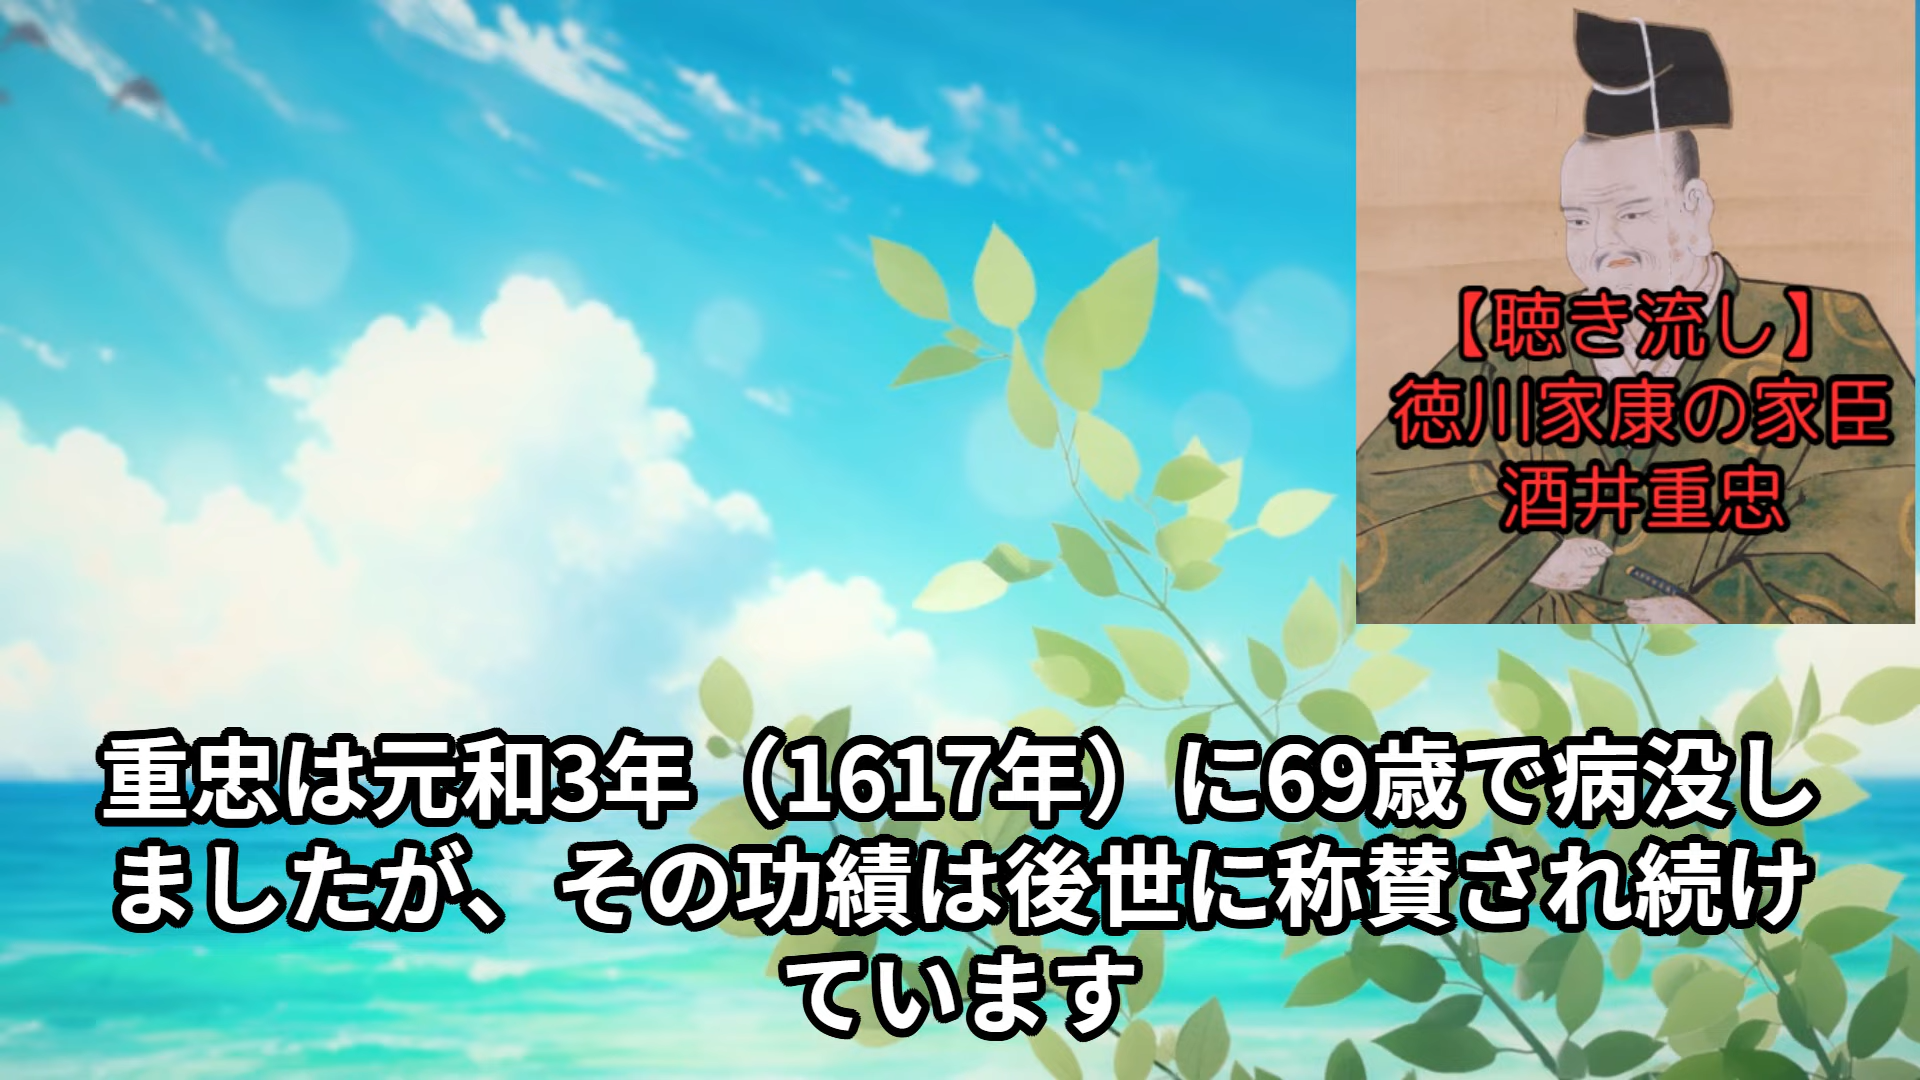 【聴き流し】
徳川家康の家臣
酒井重忠
重忠は元和3年（1617年）に69歳で病没し
ましたが、その功績は後世に称賛され続け
ています